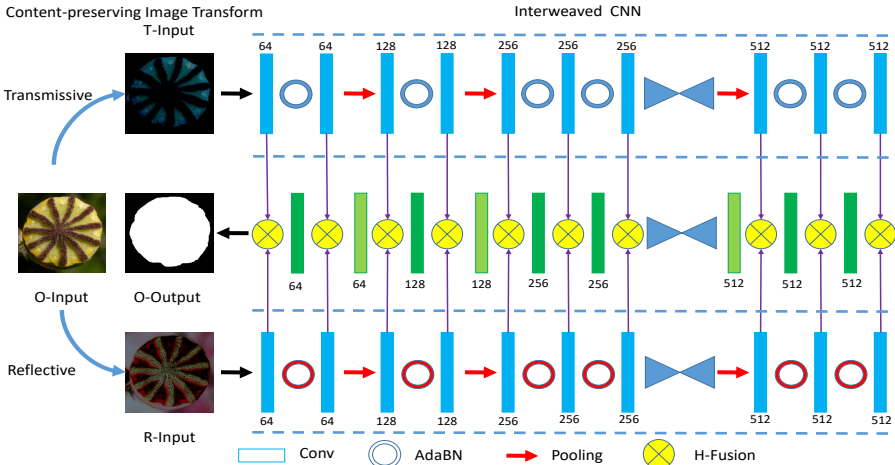 Content-preserving Image Transform
Interweaved CNN
T-Input
64 64 128 128 256 256 256 512 512 512
Transmissive
O-Input
O-Output
64 64 128 128 256 256 512 512 512
Reflective
R-Input
64 64 128 128 256 256 256 512 512 512
Conv AdaBN Pooling H-Fusion